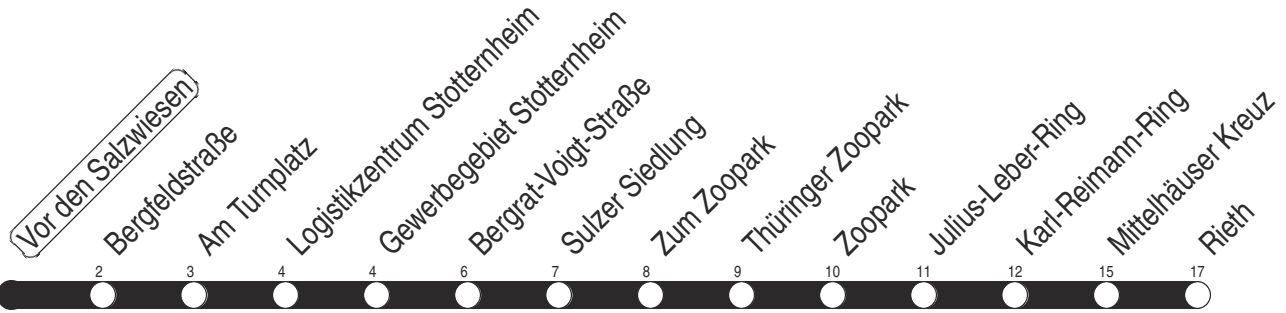 Vor den Salzwiesen
Bergfeldstraße
Am Turnplatz
Logistikzentrum Stotternheim
Gewerbegebiet Stotternheim
Bergrat-Voigt-Straße
Sulzer Siedlung
Zum Zoopark
Thüringer Zoopark
Zoopark
Julius-Leber-Ring
Karl-Reimann-Ring
Mittelhäuser Kreuz
Rieth
2 3 4 4 6 7 8 9 10 11 12 15 17